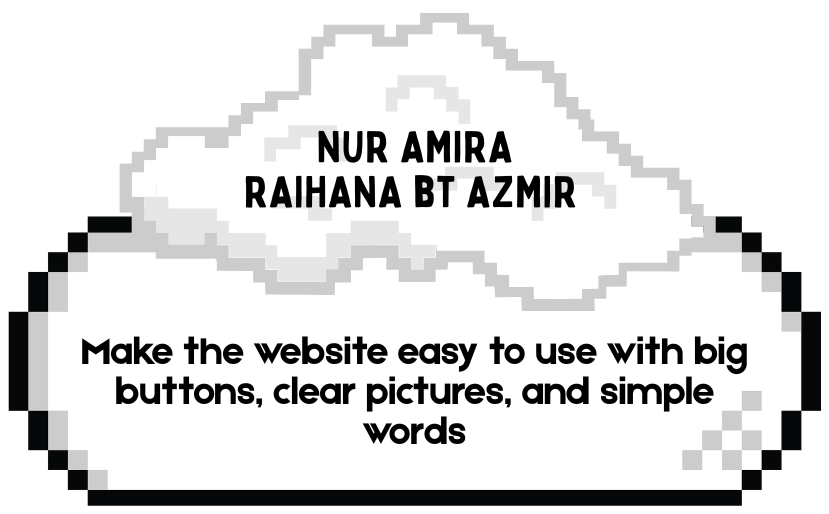 NUR AMIRA
RAIHANA BT AZMIR
Make the website easy to use with big
buttons, clear pictures, and simple
words